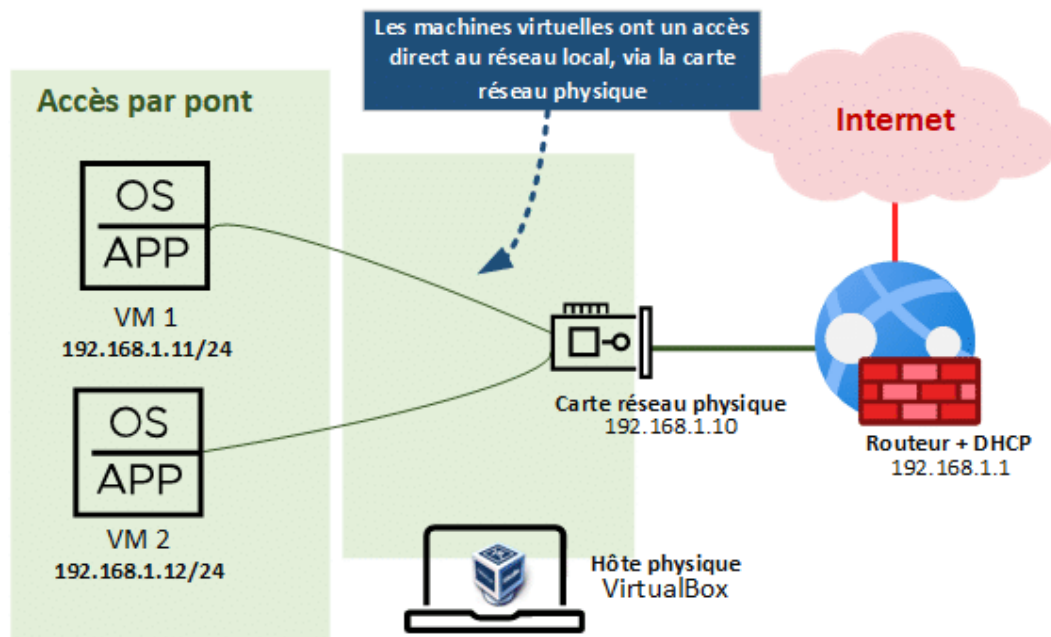 Les machines virtuelles ont un accès
direct au réseau local, via la carte
réseau physique
Accès par pont
Internet
OS
APP
VM 1
192.168.1.11/24
OS
APP
VM 2
192.168.1.12/24
Carte réseau physique
192.168.1.10
Routeur + DHCP
192.168.1.1
Hôte physique
VirtualBox